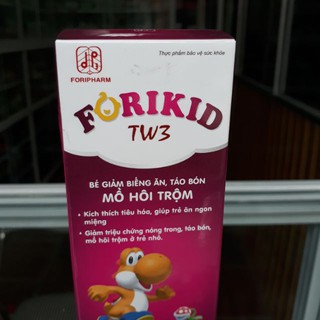 Thực phẩm bảo vệ sức khỏe
FORIPHARM
FORIKID
TW3
BÉ GIẢM BIẾNG ĂN, TÁO BÓN
MỒ HÔI TRỘM
• Kích thích tiêu hóa, giúp trẻ ăn ngon
miệng
• Giảm triệu chứng nóng trong, táo bón,
mồ hôi trộm ở trẻ nhỏ.